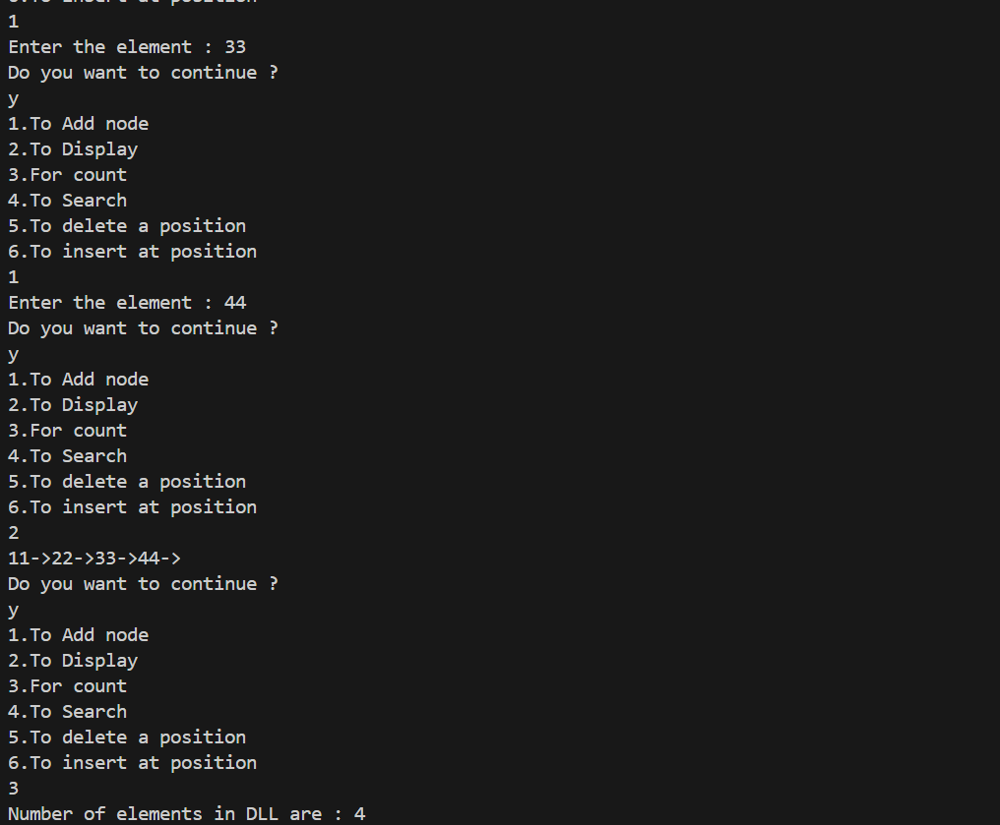 1
Enter the element : 33
Do you want to continue ?
y
1.To Add node
2.To Display
3.For count
4.To Search
5.To delete a position
6.To insert at position
1
Enter the element : 44
Do you want to continue ?
y
1.To Add node
2.To Display
3.For count
4.To Search
5.To delete a position
6.To insert at position
2
11->22->33->44->
Do you want to continue ?
y
1.To Add node
2.To Display
3.For count
4.To Search
5.To delete a position
6.To insert at position
3
Number of elements in DLL are : 4